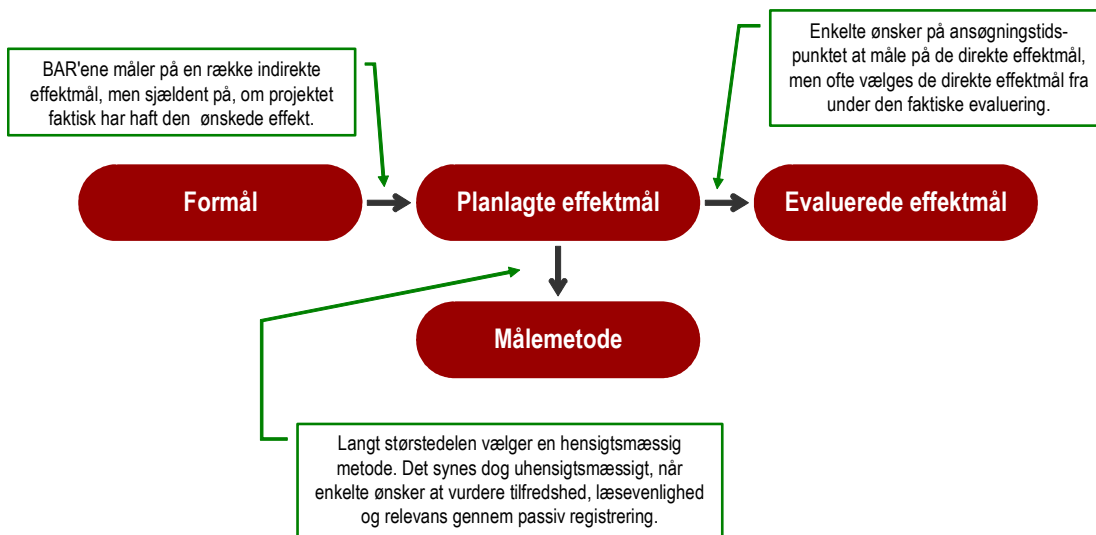 Enkelte ønsker på ansøgningstids-
punktet at måle på de direkte effektmål,
men ofte vælges de direkte effektmål fra
under den faktiske evaluering.
BAR'ene måler på en række indirekte
effektmål, men sjældent på, om projektet
faktisk har haft den ønskede effekt.
Formål
Planlagte effektmål
Evaluerede effektmål
Målemetode
Langt størstedelen vælger en hensigtsmæssig
metode. Det synes dog uhensigtsmæssigt, når
enkelte ønsker at vurdere tilfredshed, læsevenlighed
og relevans gennem passiv registrering.